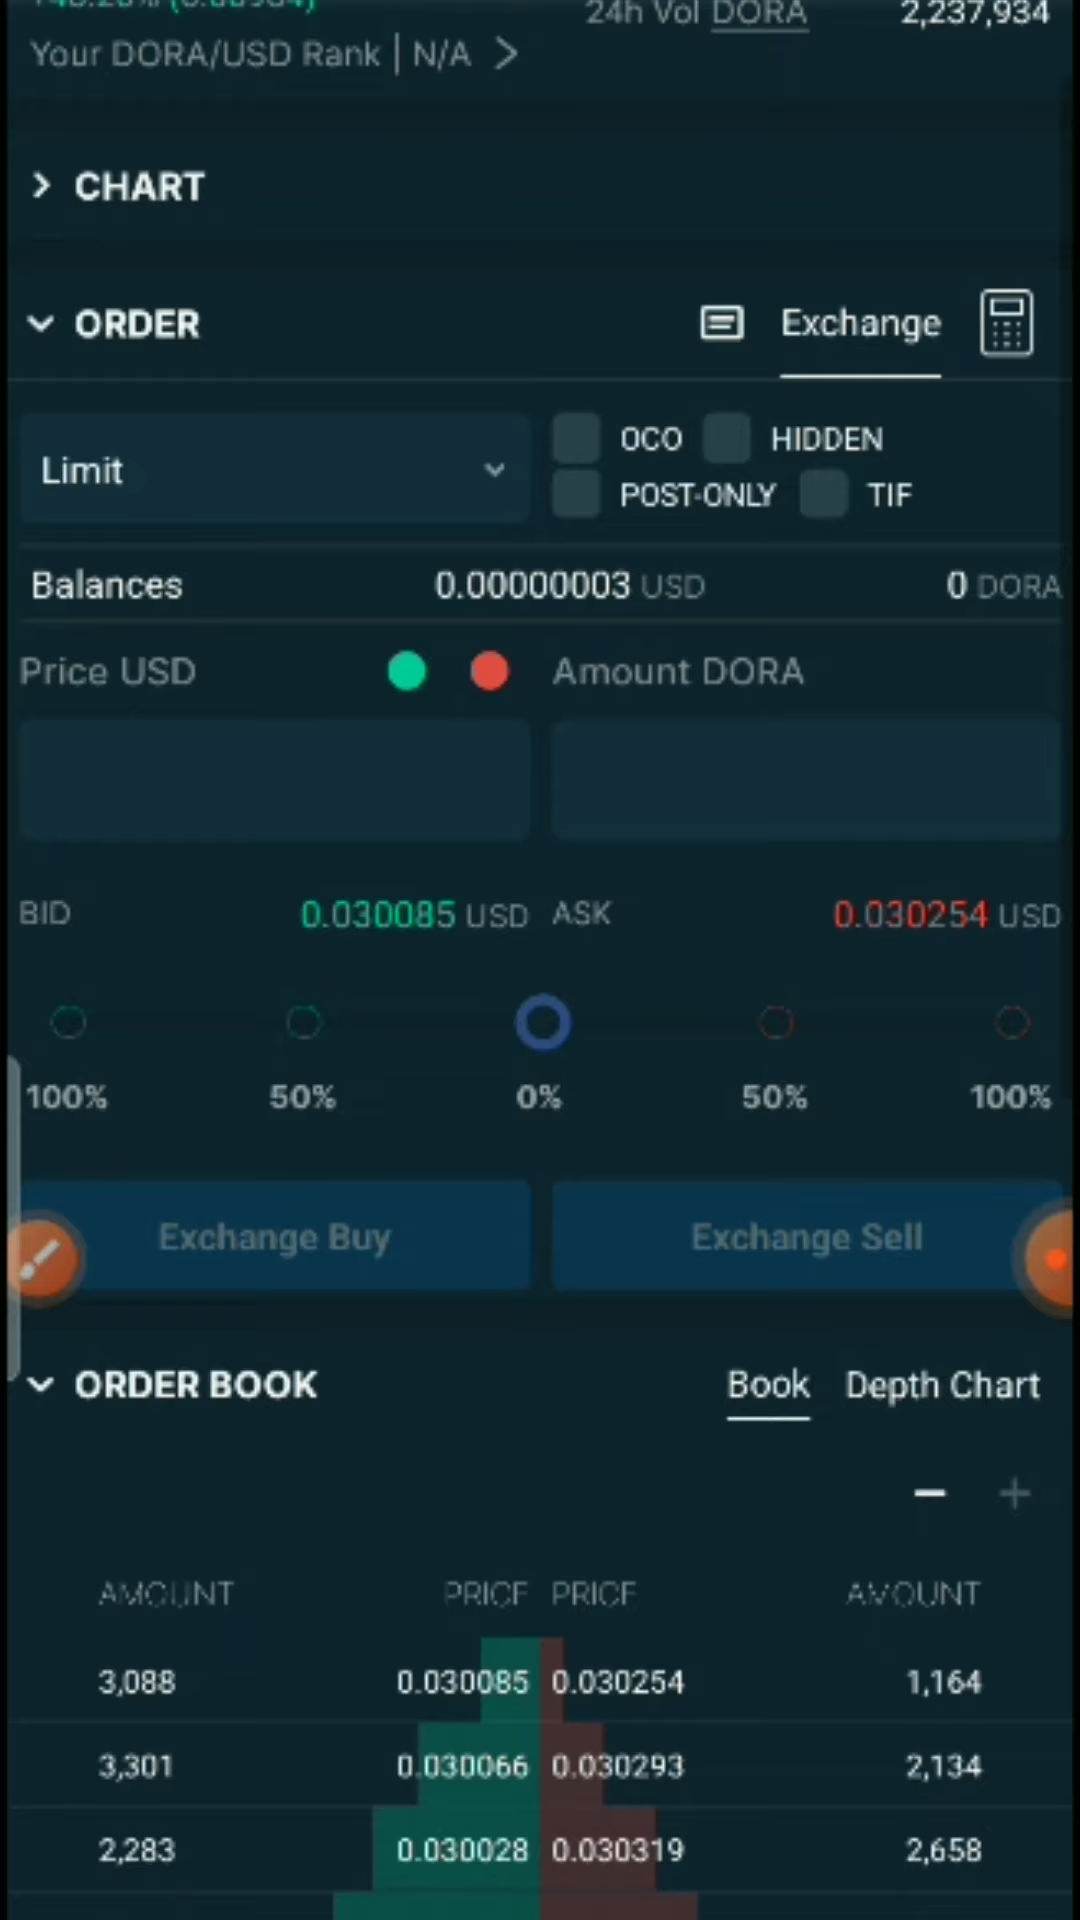 24h Vol DORA 2,237,934
Your DORA/USD Rank | N/A >
CHART
ORDER Exchange
Limit OCO HIDDEN
POST-ONLY TIF
Balances 0.00000003 USD 0 DORA
Price USD Amount DORA
BID 0.030085 USD ASK 0.030254 USD
100% 50% 0% 50% 100%
Exchange Buy Exchange Sell
ORDER BOOK Book Depth Chart
− +
AMOUNT PRICE PRICE AMOUNT
3,088 0.030085 0.030254 1,164
3,301 0.030066 0.030293 2,134
2,283 0.030028 0.030319 2,658